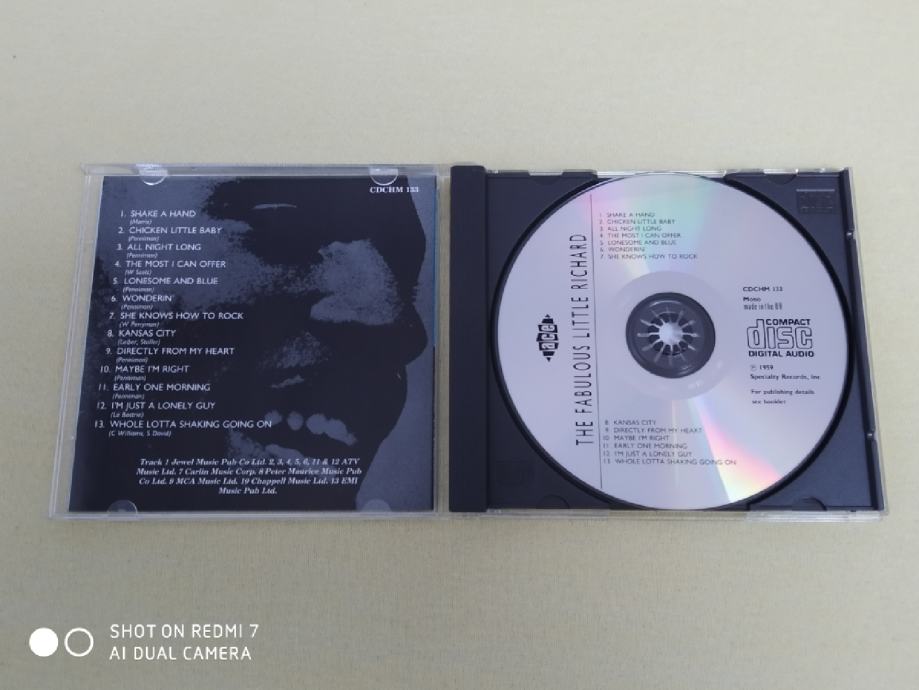 CDCHM 133
1. SHAKE A HAND
(Marris)
2. CHICKEN LITTLE BABY
(Penniman)
3. ALL NIGHT LONG
(Penniman)
4. THE MOST I CAN OFFER
(W Scott)
5. LONESOME AND BLUE
(Penniman)
6. WONDERIN'
(Penniman)
7. SHE KNOWS HOW TO ROCK
(W Perryman)
8. KANSAS CITY
(Leiber, Stoller)
9. DIRECTLY FROM MY HEART
(Penniman)
10. MAYBE I'M RIGHT
(Penniman)
11. EARLY ONE MORNING
(Penniman)
12. I'M JUST A LONELY GUY
(La Bostrie)
13. WHOLE LOTTA SHAKING GOING ON
(C Williams, S David)
Track 1 Jewel Music Pub Co Ltd. 2, 3, 4, 5, 6, 11 & 12 ATV
Music Ltd. 7 Carlin Music Corp. 8 Peter Maurice Music Pub
Co Ltd. 9 MCA Music Ltd. 10 Chappell Music Ltd. 13 EMI
Music Pub Ltd.
ace
THE FABULOUS LITTLE RICHARD
1. SHAKE A HAND
2. CHICKEN LITTLE BABY
3. ALL NIGHT LONG
4. THE MOST I CAN OFFER
5. LONESOME AND BLUE
6. WONDERIN'
7. SHE KNOWS HOW TO ROCK
CDCHM 133
Mono
made in the UK
COMPACT
disc
DIGITAL AUDIO
℗ 1959
Specialty Records, Inc
For publishing details
see booklet
8. KANSAS CITY
9. DIRECTLY FROM MY HEART
10. MAYBE I'M RIGHT
11. EARLY ONE MORNING
12. I'M JUST A LONELY GUY
13. WHOLE LOTTA SHAKING GOING ON
SHOT ON REDMI 7
AI DUAL CAMERA